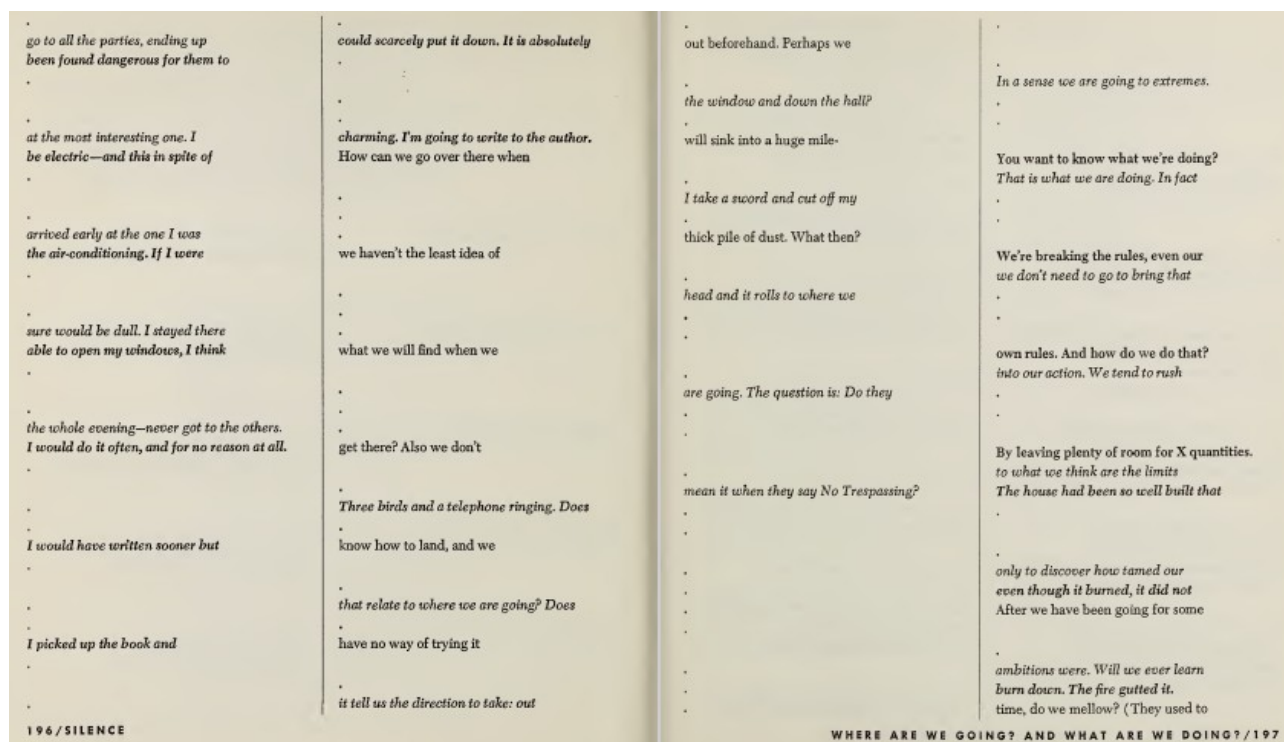 go to all the parties, ending up
been found dangerous for them to
.
.
at the most interesting one. I
be electric—and this in spite of
.
.
arrived early at the one I was
the air-conditioning. If I were
.
.
sure would be dull. I stayed there
able to open my windows, I think
.
.
the whole evening—never got to the others.
I would do it often, and for no reason at all.
.
.
.
I would have written sooner but
.
.
.
I picked up the book and
.
.
196/SILENCE
.
could scarcely put it down. It is absolutely
.
.
.
charming. I'm going to write to the author.
How can we go over there when
.
.
.
we haven't the least idea of
.
.
.
what we will find when we
.
.
.
get there? Also we don't
.
Three birds and a telephone ringing. Does
.
know how to land, and we
.
that relate to where we are going? Does
.
have no way of trying it
.
it tell us the direction to take: out
.
out beforehand. Perhaps we
.
the window and down the hall?
.
will sink into a huge mile-
.
I take a sword and cut off my
.
thick pile of dust. What then?
.
head and it rolls to where we
.
.
.
are going. The question is: Do they
.
.
.
mean it when they say No Trespassing?
.
.
.
.
.
.
.
.
.
.
.
In a sense we are going to extremes.
.
.
You want to know what we're doing?
That is what we are doing. In fact
.
.
We're breaking the rules, even our
we don't need to go to bring that
.
.
own rules. And how do we do that?
into our action. We tend to rush
.
.
By leaving plenty of room for X quantities.
to what we think are the limits
The house had been so well built that
.
.
only to discover how tamed our
even though it burned, it did not
After we have been going for some
.
ambitions were. Will we ever learn
burn down. The fire gutted it.
time, do we mellow? (They used to
WHERE ARE WE GOING? AND WHAT ARE WE DOING?/197